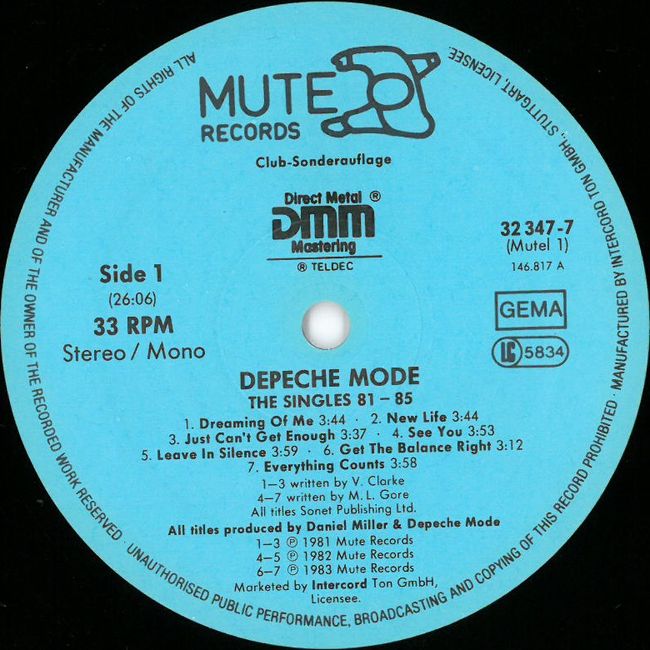 MUTE
RECORDS
Club-Sonderauflage
Direct Metal ®
DMM
Mastering
® TELDEC
32 347-7
(Mutel 1)
146.817 A
Side 1
(26:06)
33 RPM
Stereo / Mono
GEMA
LC 5834
DEPECHE MODE
THE SINGLES 81 – 85
1. Dreaming Of Me 3:44 · 2. New Life 3:44
3. Just Can't Get Enough 3:37 · 4. See You 3:53
5. Leave In Silence 3:59 · 6. Get The Balance Right 3:12
7. Everything Counts 3:58
1–3 written by V. Clarke
4–7 written by M. L. Gore
All titles Sonet Publishing Ltd.
All titles produced by Daniel Miller & Depeche Mode
1–3 ℗ 1981 Mute Records
4–5 ℗ 1982 Mute Records
6–7 ℗ 1983 Mute Records
Marketed by Intercord Ton GmbH,
Licensee.
ALL RIGHTS OF THE MANUFACTURER AND OF THE OWNER OF THE RECORDED WORK RESERVED · UNAUTHORISED PUBLIC PERFORMANCE, BROADCASTING AND COPYING OF THIS RECORD PROHIBITED · MANUFACTURED BY INTERCORD TON GMBH., STUTTGART, LICENSEE.